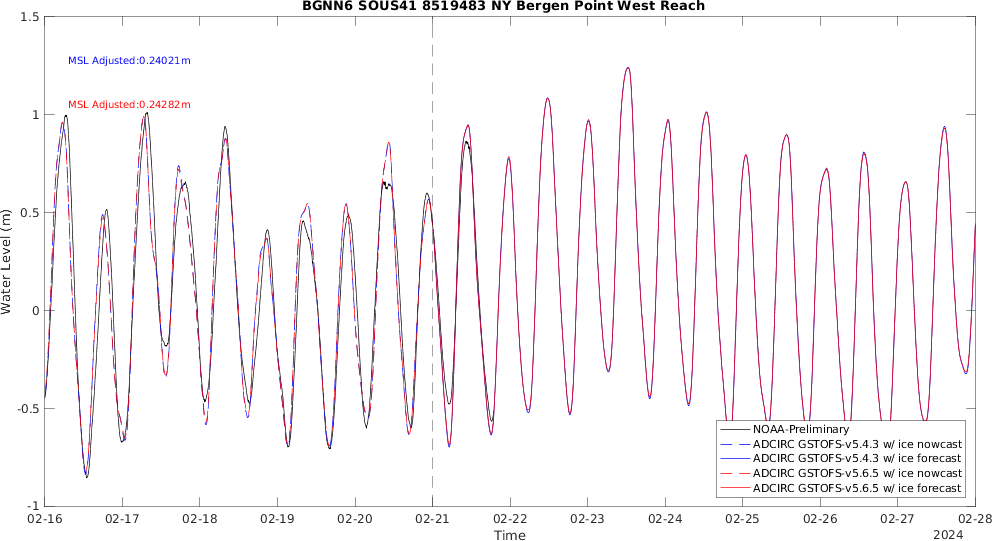 BGNN6 SOUS41 8519483 NY Bergen Point West Reach
1.5
MSL Adjusted:0.24021m
MSL Adjusted:0.24282m
1
0.5
Water Level (m)
0
-0.5
-1
NOAA-Preliminary
ADCIRC GSTOFS-v5.4.3 w/ ice nowcast
ADCIRC GSTOFS-v5.4.3 w/ ice forecast
ADCIRC GSTOFS-v5.6.5 w/ ice nowcast
ADCIRC GSTOFS-v5.6.5 w/ ice forecast
02-16 02-17 02-18 02-19 02-20 02-21 02-22 02-23 02-24 02-25 02-26 02-27 02-28
Time
2024